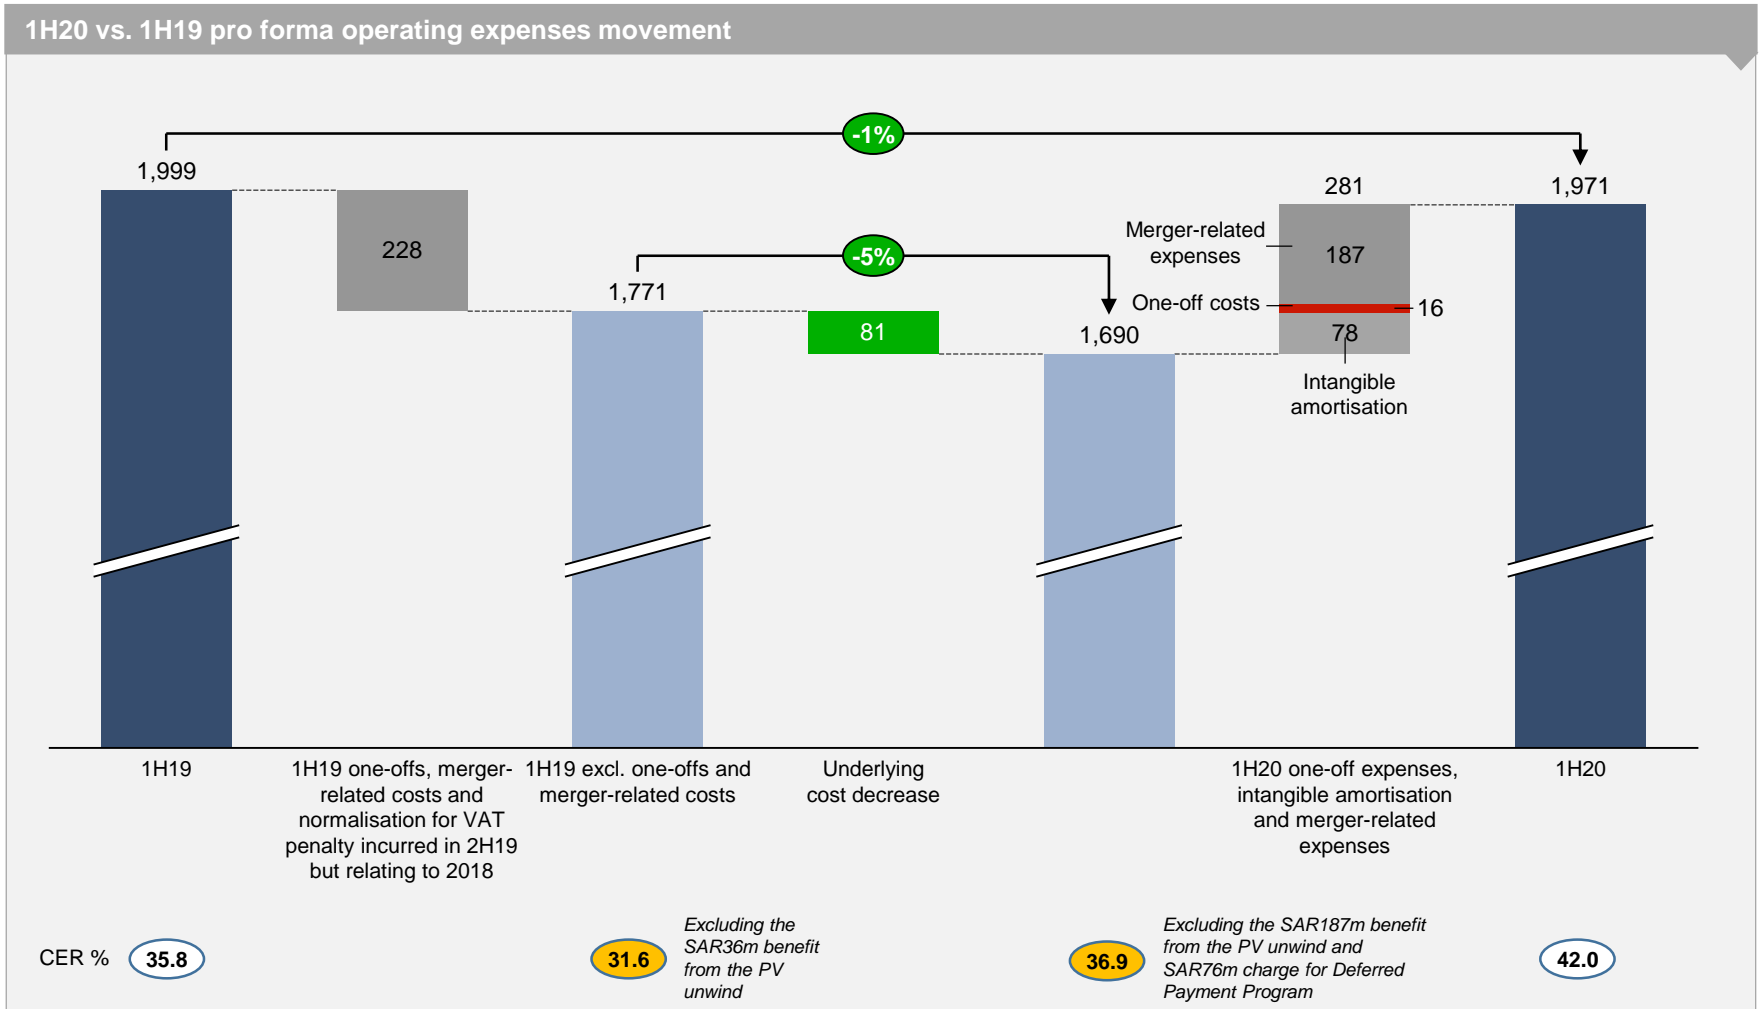 1H20 vs. 1H19 pro forma operating expenses movement
-1%
1,999
281
1,971
Merger-related
expenses
228
187
-5%
1,771
One-off costs
16
81
1,690
78
Intangible
amortisation
1H19
1H19 one-offs, merger-
related costs and
normalisation for VAT
penalty incurred in 2H19
but relating to 2018
1H19 excl. one-offs and
merger-related costs
Underlying
cost decrease
1H20 one-off expenses,
intangible amortisation
and merger-related
expenses
1H20
CER %
35.8
31.6
Excluding the
SAR36m benefit
from the PV
unwind
36.9
Excluding the SAR187m benefit
from the PV unwind and
SAR76m charge for Deferred
Payment Program
42.0